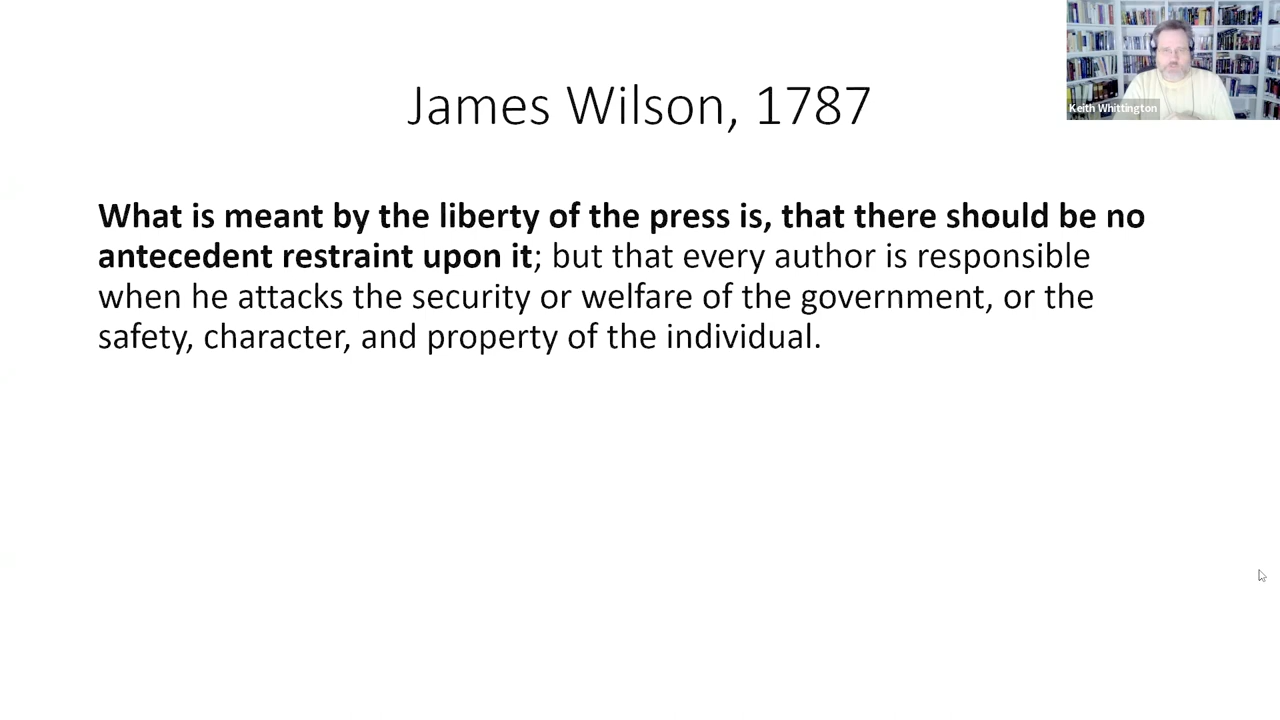 Keith Whittington
James Wilson, 1787
What is meant by the liberty of the press is, that there should be no
antecedent restraint upon it; but that every author is responsible
when he attacks the security or welfare of the government, or the
safety, character, and property of the individual.